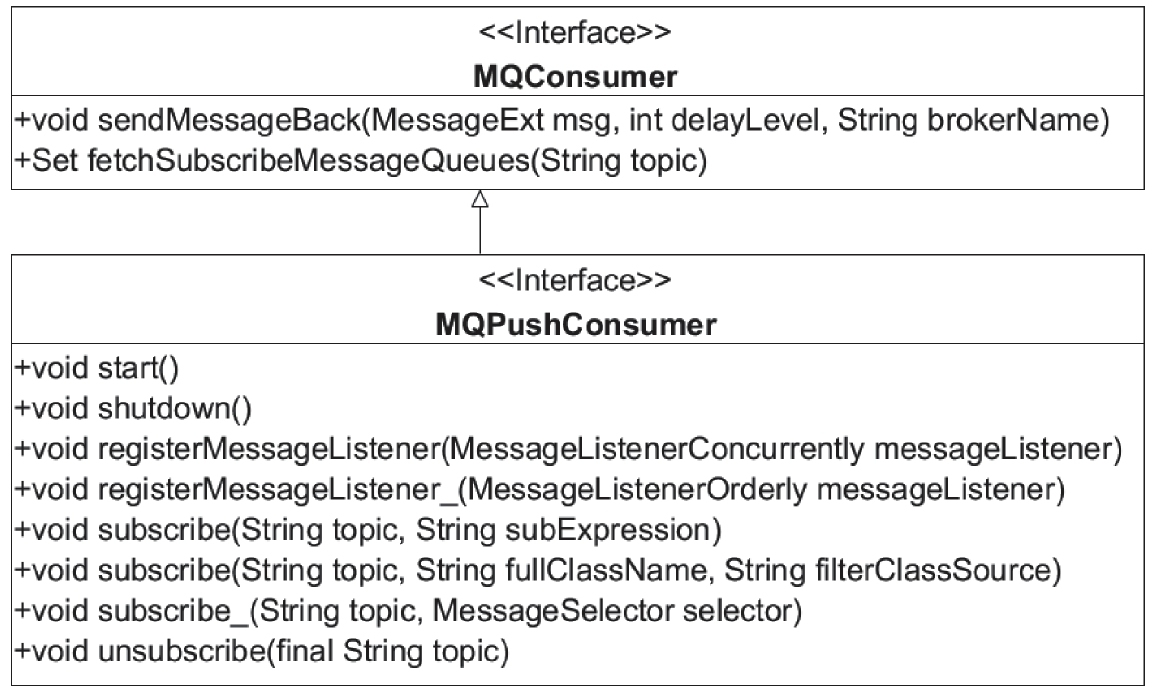 <<Interface>>
MQConsumer
+void sendMessageBack(MessageExt msg, int delayLevel, String brokerName)
+Set fetchSubscribeMessageQueues(String topic)
<<Interface>>
MQPushConsumer
+void start()
+void shutdown()
+void registerMessageListener(MessageListenerConcurrently messageListener)
+void registerMessageListener_(MessageListenerOrderly messageListener)
+void subscribe(String topic, String subExpression)
+void subscribe(String topic, String fullClassName, String filterClassSource)
+void subscribe_(String topic, MessageSelector selector)
+void unsubscribe(final String topic)